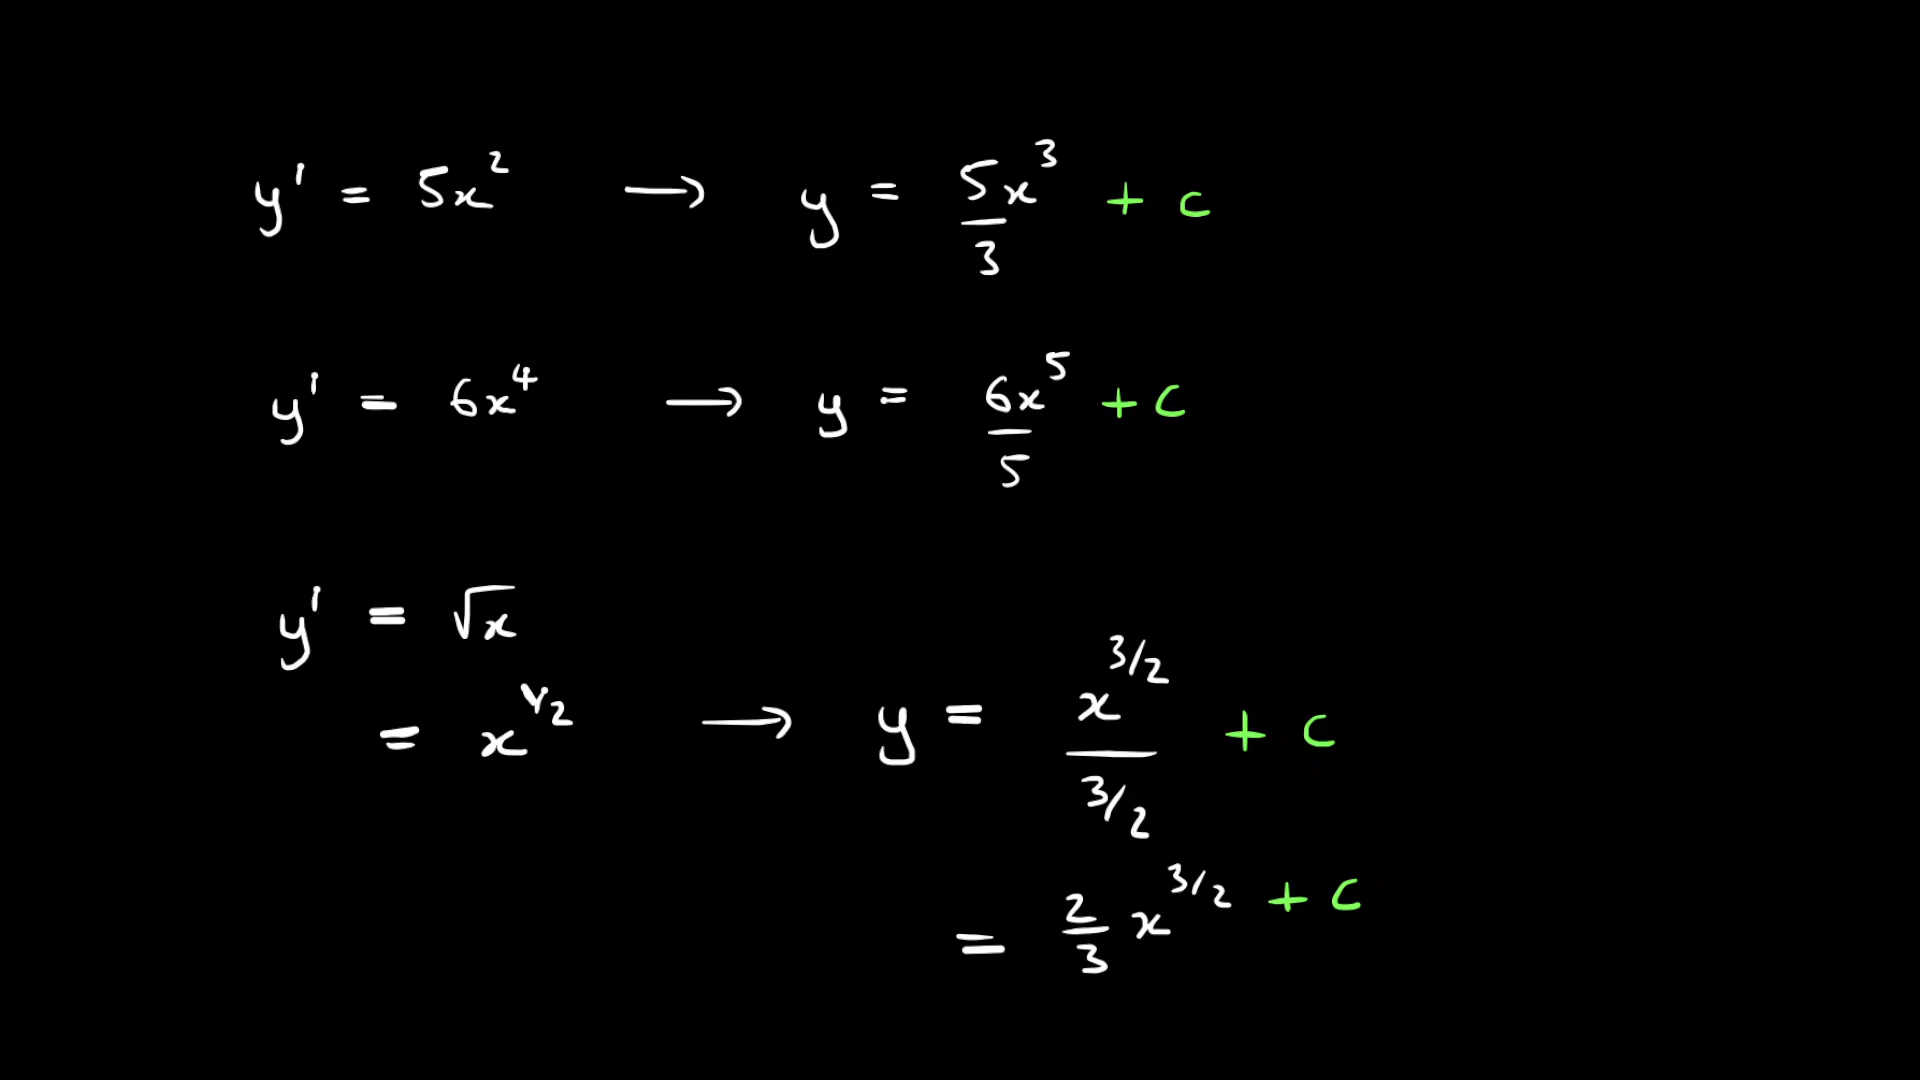 y' = 5x² → y = 5x³/3 + c
y' = 6x⁴ → y = 6x⁵/5 + c
y' = √x
= x^1/2 → y = x^3/2 / 3/2 + c
= 2/3 x^3/2 + c